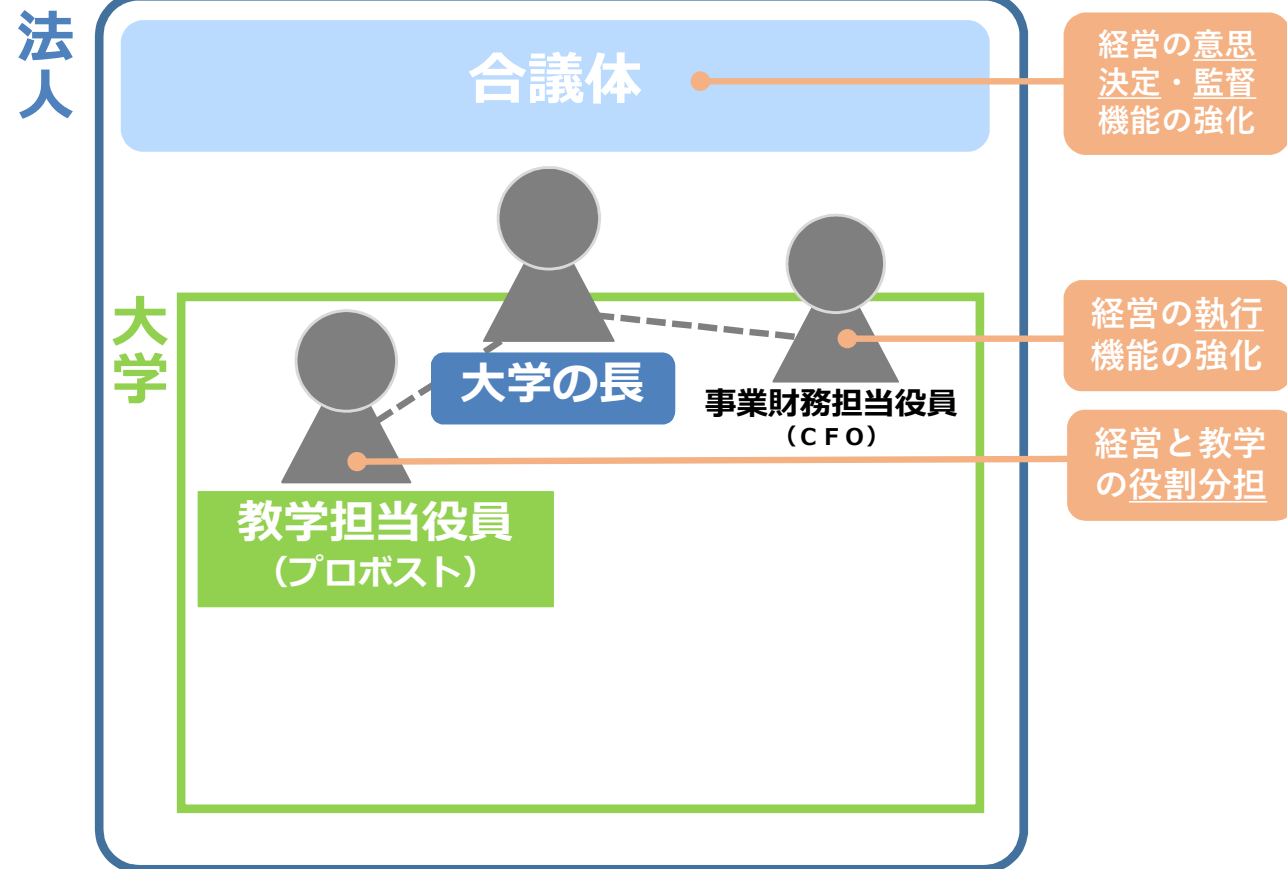 法人
合議体
経営の意思
決定・監督
機能の強化
大学
大学の長
事業財務担当役員
（ＣＦＯ）
経営の執行
機能の強化
経営と教学
の役割分担
教学担当役員
（プロボスト）